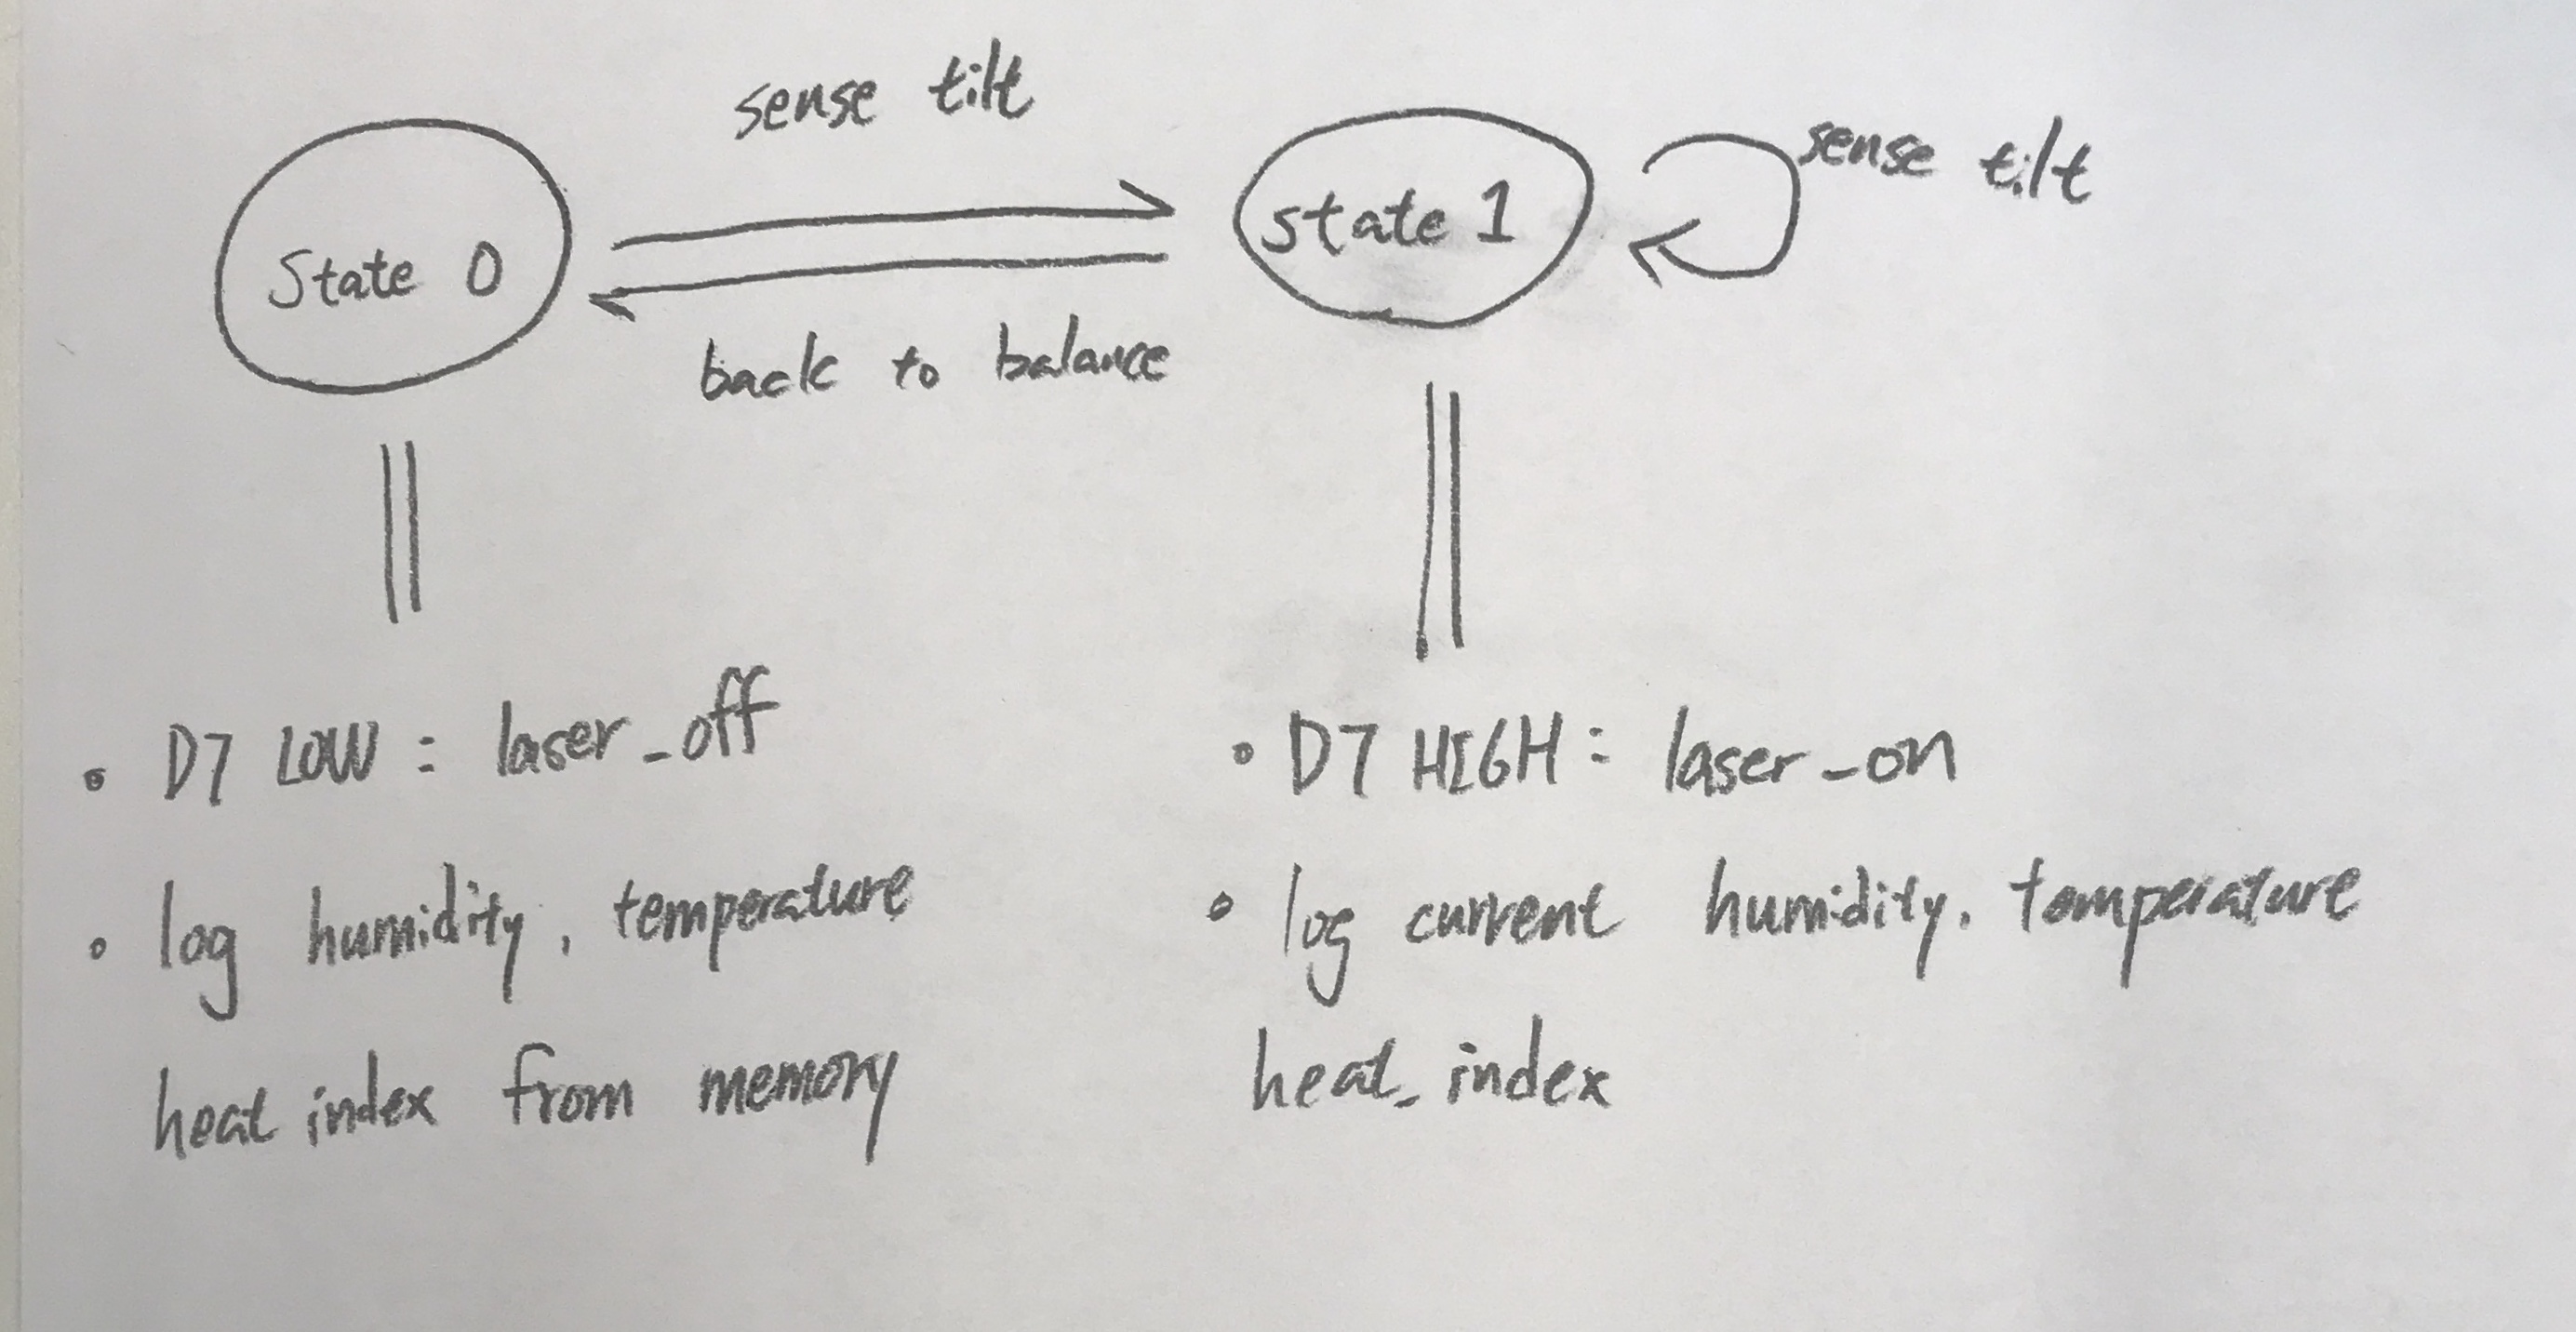 sense tilt
State 0
state 1
sense tilt
back to balance
• D7 LOW : laser_off
• log humidity, temperature
heat index from memory
• D7 HIGH : laser_on
• log current humidity, temperature
heat_index